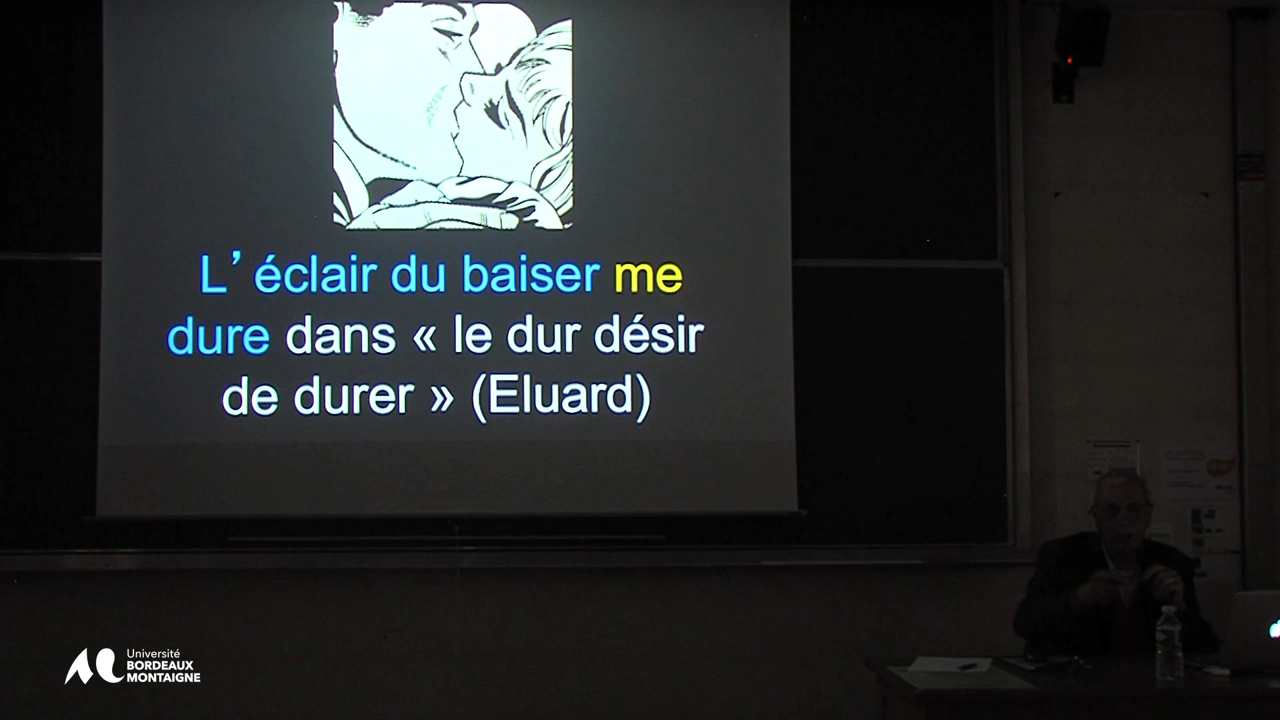 L’éclair du baiser me
dure dans « le dur désir
de durer » (Eluard)
Université
BORDEAUX
MONTAIGNE